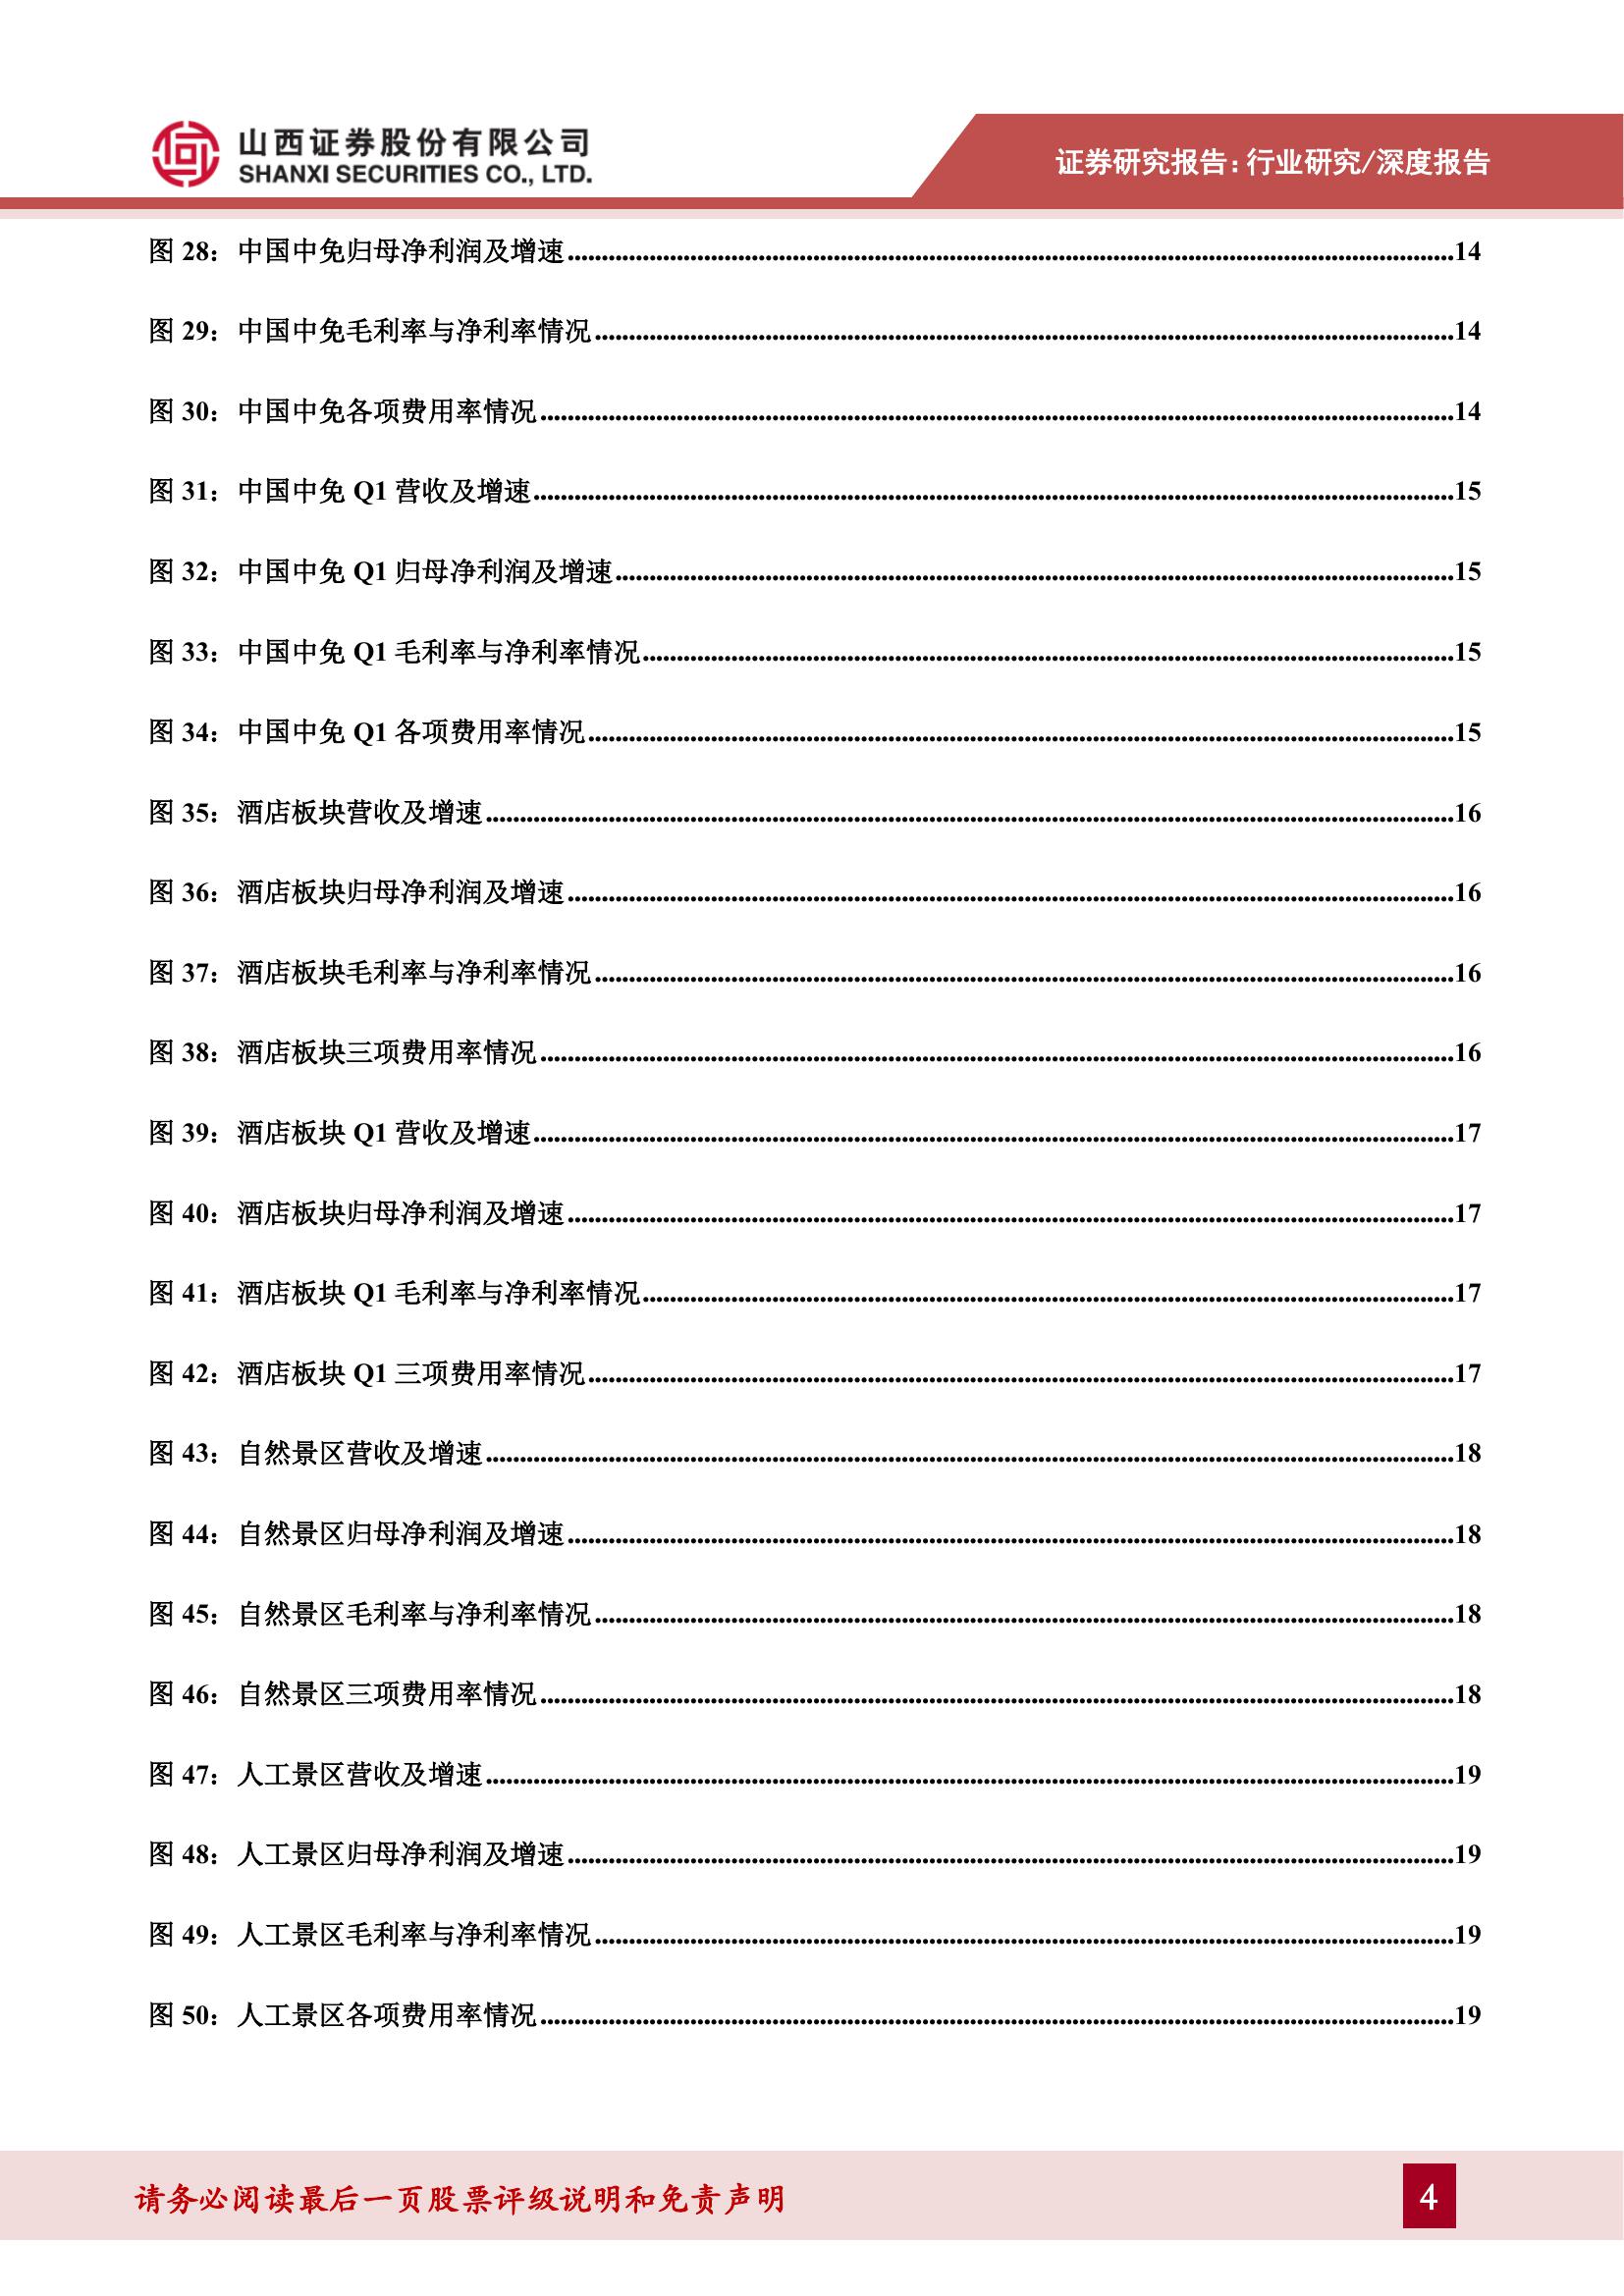 山西证券股份有限公司
SHANXI SECURITIES CO., LTD.
证券研究报告：行业研究/深度报告
图 28：中国中免归母净利润及增速........................14
图 29：中国中免毛利率与净利率情况........................14
图 30：中国中免各项费用率情况........................14
图 31：中国中免 Q1 营收及增速........................15
图 32：中国中免 Q1 归母净利润及增速........................15
图 33：中国中免 Q1 毛利率与净利率情况........................15
图 34：中国中免 Q1 各项费用率情况........................15
图 35：酒店板块营收及增速........................16
图 36：酒店板块归母净利润及增速........................16
图 37：酒店板块毛利率与净利率情况........................16
图 38：酒店板块三项费用率情况........................16
图 39：酒店板块 Q1 营收及增速........................17
图 40：酒店板块归母净利润及增速........................17
图 41：酒店板块 Q1 毛利率与净利率情况........................17
图 42：酒店板块 Q1 三项费用率情况........................17
图 43：自然景区营收及增速........................18
图 44：自然景区归母净利润及增速........................18
图 45：自然景区毛利率与净利率情况........................18
图 46：自然景区三项费用率情况........................18
图 47：人工景区营收及增速........................19
图 48：人工景区归母净利润及增速........................19
图 49：人工景区毛利率与净利率情况........................19
图 50：人工景区各项费用率情况........................19
请务必阅读最后一页股票评级说明和免责声明
4